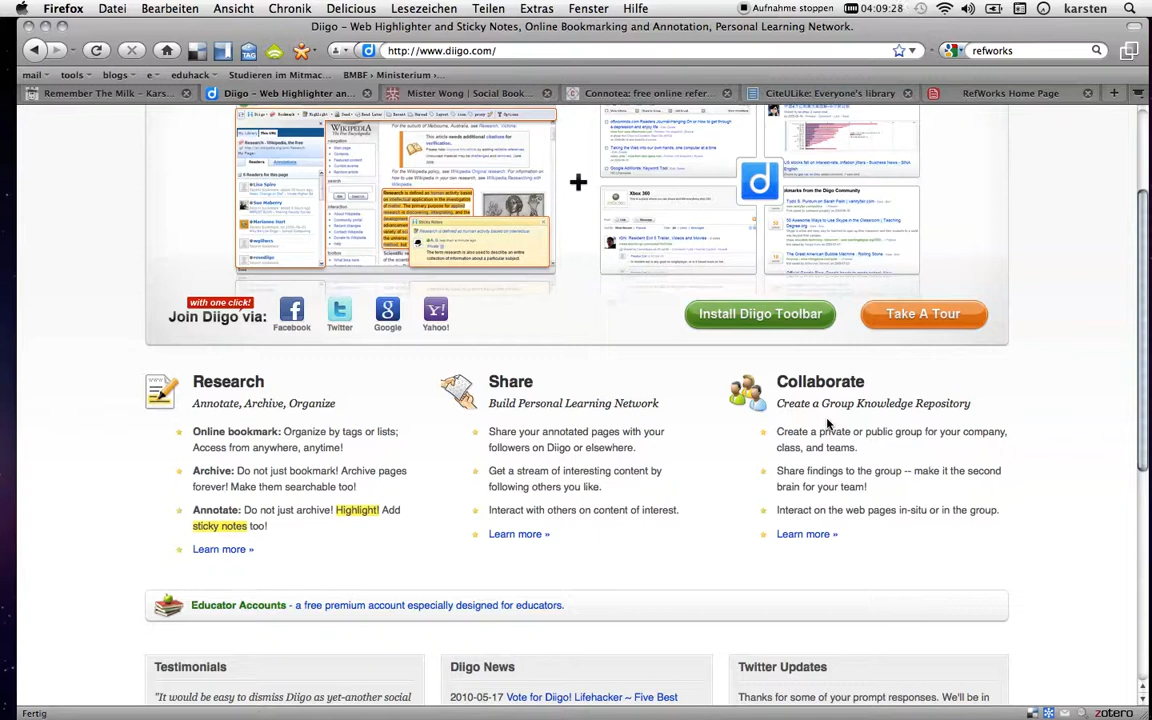 Firefox Datei Bearbeiten Ansicht Chronik Delicious Lesezeichen Teilen Extras Fenster Hilfe Aufnahme stoppen 04:09:28 karsten
Diigo – Web Highlighter and Sticky Notes, Online Bookmarking and Annotation, Personal Learning Network.
http://www.diigo.com/ refworks
mail tools blogs e eduhack Studieren im Mitmac... BMBF › Ministerium ...
Remember The Milk – Kars... Diigo – Web Highlighter an... Mister Wong | Social Book... Connotea: free online refer... CiteULike: Everyone's library RefWorks Home Page
WIKIPEDIA
Sticky Notes
Xbox 360
+
d
with one click!
Join Diigo via:
Facebook Twitter Google Yahoo!
Install Diigo Toolbar Take A Tour
Research
Annotate, Archive, Organize
Online bookmark: Organize by tags or lists;
Access from anywhere, anytime!
Archive: Do not just bookmark! Archive pages
forever! Make them searchable too!
Annotate: Do not just archive! Highlight! Add
sticky notes too!
Learn more »
Share
Build Personal Learning Network
Share your annotated pages with your
followers on Diigo or elsewhere.
Get a stream of interesting content by
following others you like.
Interact with others on content of interest.
Learn more »
Collaborate
Create a Group Knowledge Repository
Create a private or public group for your company,
class, and teams.
Share findings to the group -- make it the second
brain for your team!
Interact on the web pages in-situ or in the group.
Learn more »
Educator Accounts - a free premium account especially designed for educators.
Testimonials
"It would be easy to dismiss Diigo as yet-another social
Diigo News
2010-05-17 Vote for Diigo! Lifehacker ~ Five Best
Twitter Updates
Thanks for some of your prompt responses. We'll be in
Fertig zotero